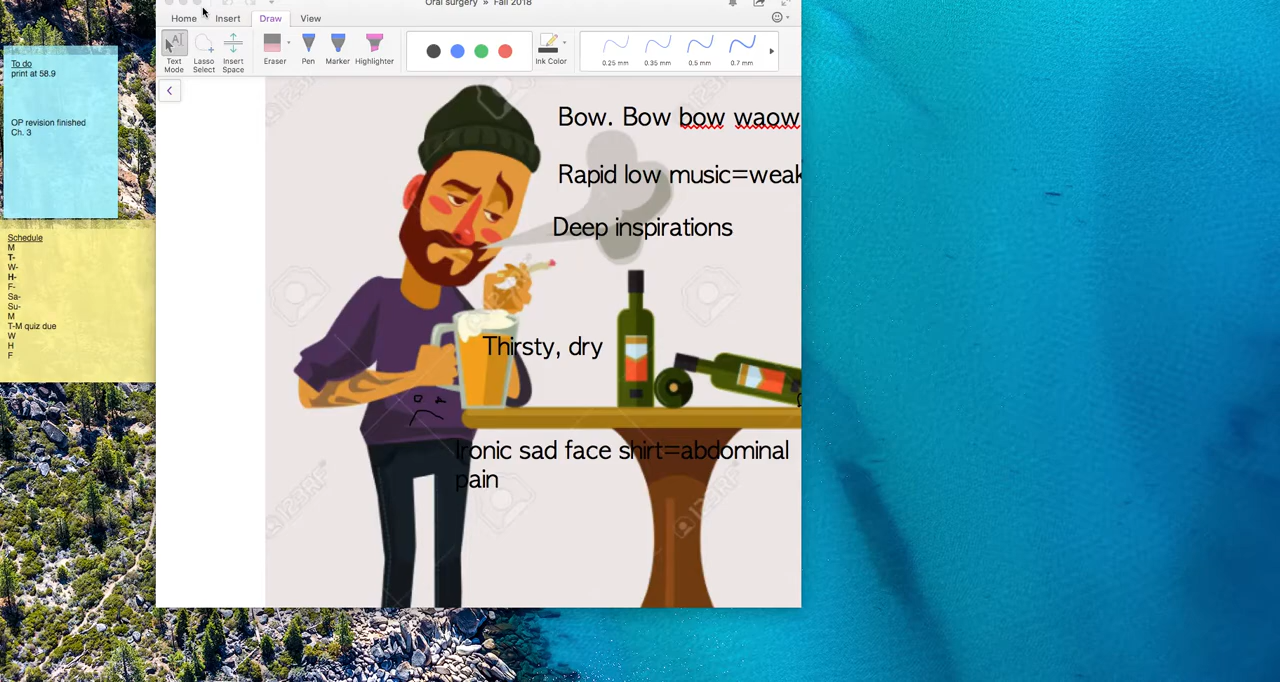 Oral surgery » Fall 2018
Home Insert Draw View
Text Mode
Lasso Select
Insert Space
Eraser
Pen
Marker
Highlighter
Ink Color
0.25 mm
0.35 mm
0.5 mm
0.7 mm
To do
print at 58.9
OP revision finished
Ch. 3
Schedule
M
T-
W-
H-
F-
Sa-
Su-
M
T-M quiz due
W
H
F
Bow. Bow bow waow
Rapid low music=weak
Deep inspirations
Thirsty, dry
Ironic sad face shirt=abdominal
pain
123RF
123RF
123RF